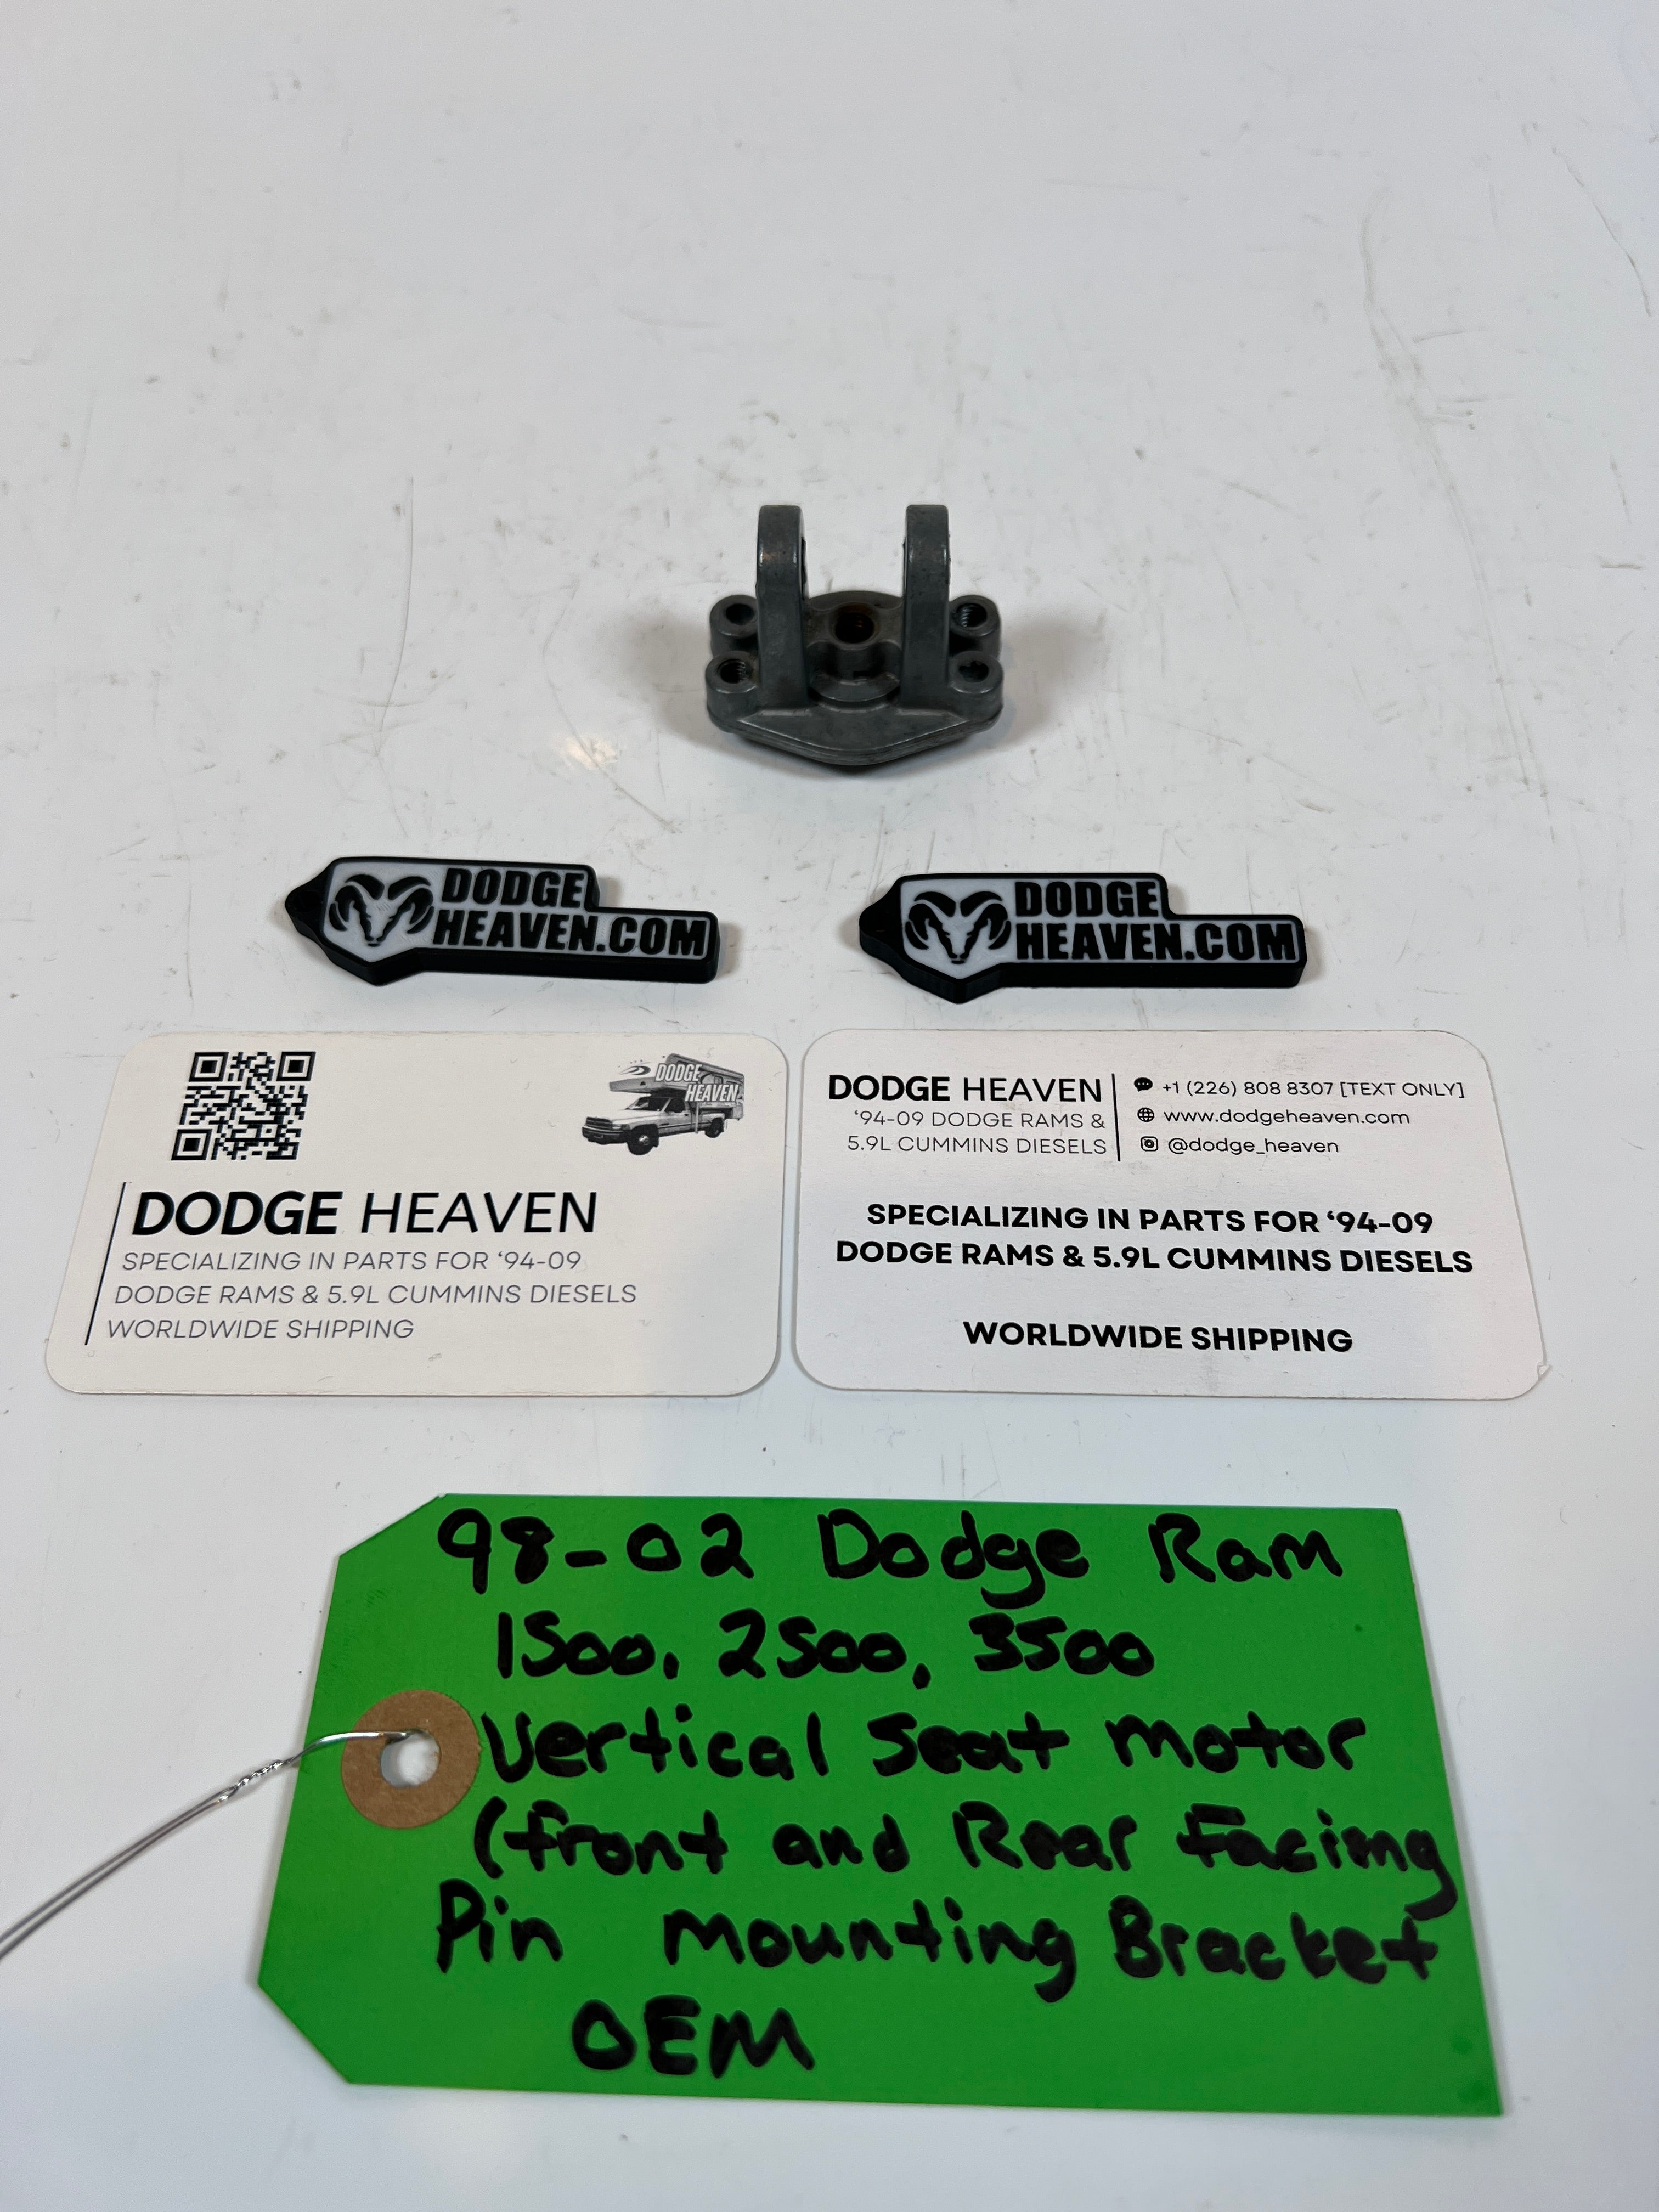 DODGE
HEAVEN.COM
DODGE
HEAVEN.COM
DODGE
HEAVEN
DODGE HEAVEN
SPECIALIZING IN PARTS FOR ‘94-09
DODGE RAMS & 5.9L CUMMINS DIESELS
WORLDWIDE SHIPPING
DODGE HEAVEN
‘94-09 DODGE RAMS &
5.9L CUMMINS DIESELS
+1 (226) 808 8307 [TEXT ONLY]
www.dodgeheaven.com
@dodge_heaven
SPECIALIZING IN PARTS FOR ‘94-09
DODGE RAMS & 5.9L CUMMINS DIESELS
WORLDWIDE SHIPPING
98-02 Dodge Ram
1500, 2500, 3500
Vertical Seat motor
(front and Rear Facing
Pin mounting Bracket
OEM